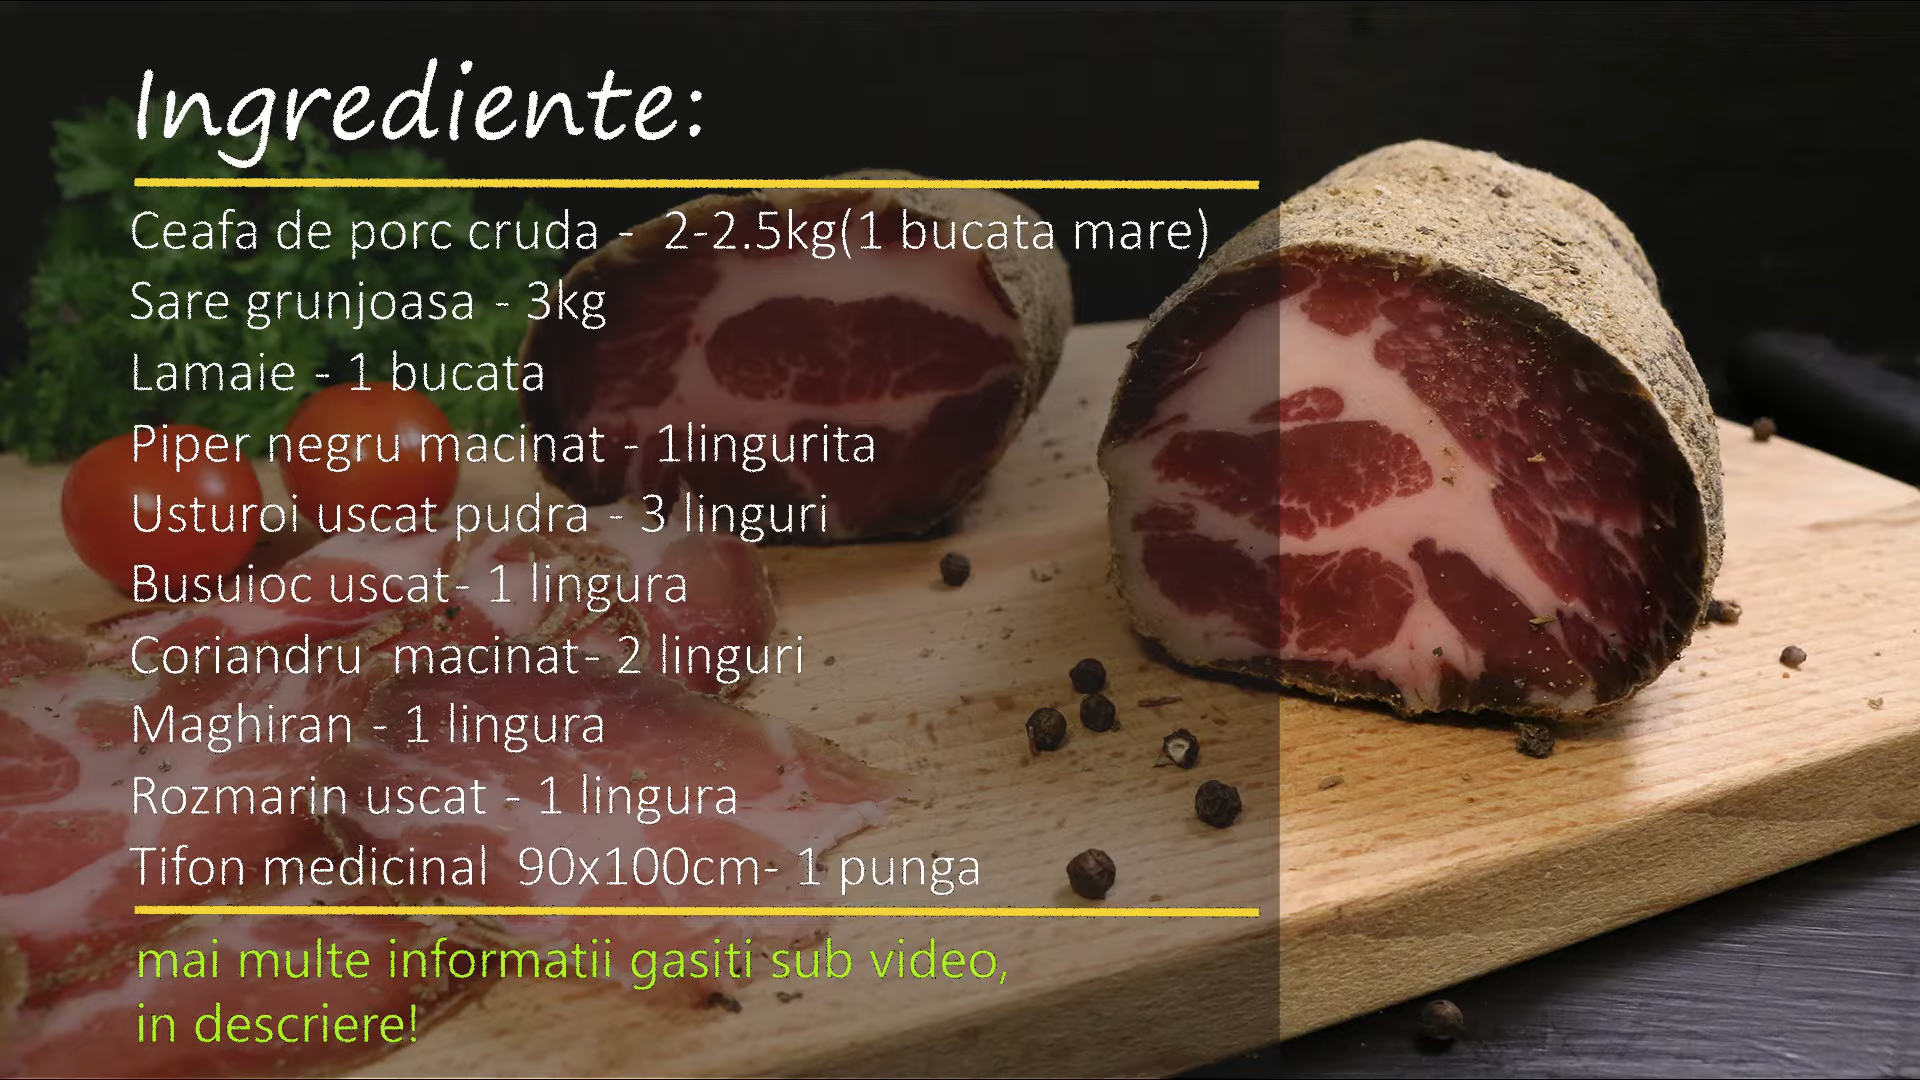 Ingrediente:
Ceafa de porc cruda - 2-2.5kg(1 bucata mare)
Sare grunjoasa - 3kg
Lamaie - 1 bucata
Piper negru macinat - 1lingurita
Usturoi uscat pudra - 3 linguri
Busuioc uscat- 1 lingura
Coriandru macinat- 2 linguri
Maghiran - 1 lingura
Rozmarin uscat - 1 lingura
Tifon medicinal 90x100cm- 1 punga
mai multe informatii gasiti sub video,
in descriere!